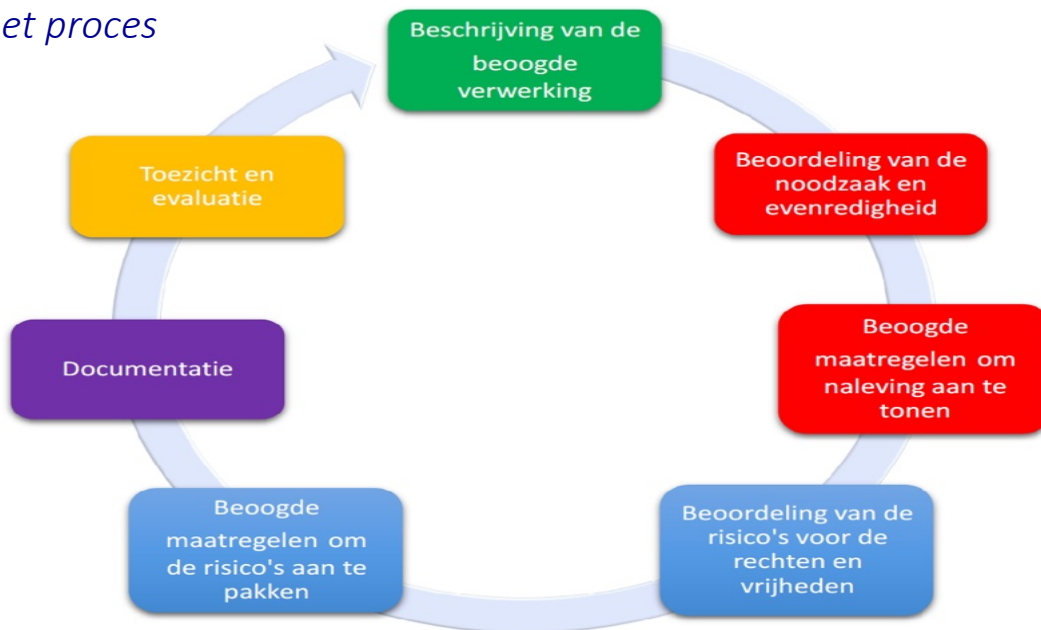 et proces
Beschrijving van de
beoogde
verwerking
Beoordeling van de
noodzaak en
evenredigheid
Beoogde
maatregelen om
naleving aan te
tonen
Beoordeling van de
risico's voor de
rechten en
vrijheden
Beoogde
maatregelen om
de risico's aan te
pakken
Documentatie
Toezicht en
evaluatie